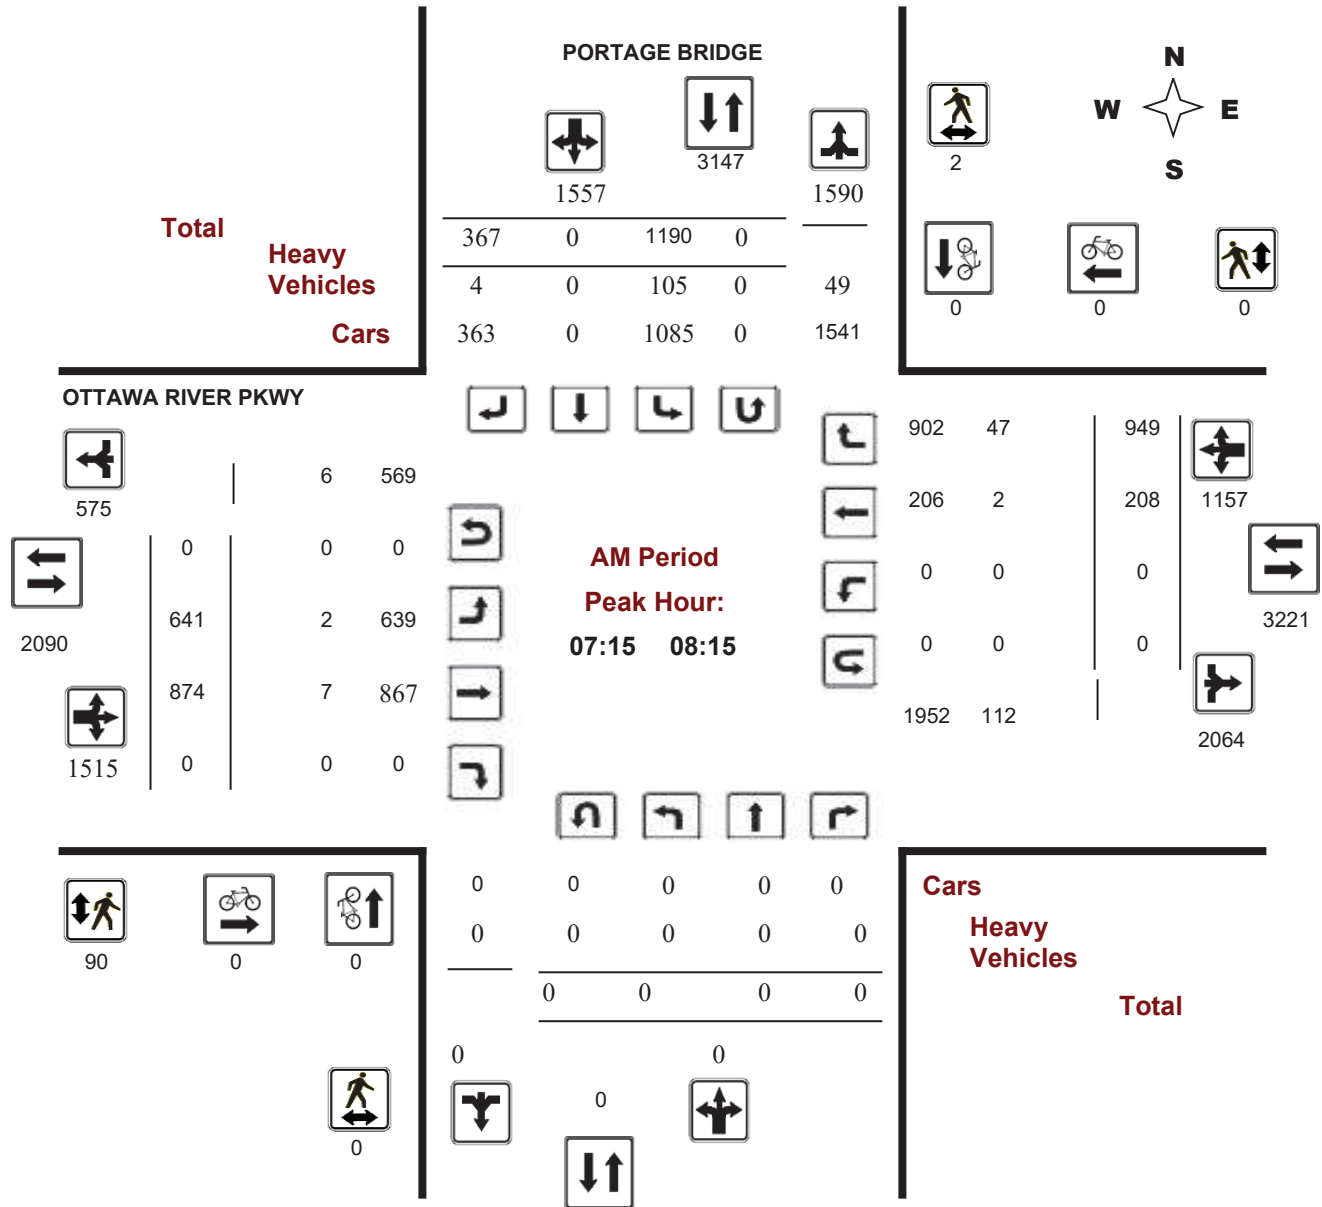 PORTAGE BRIDGE
N
W E
S
3147
2
1557 1590
Total 367 0 1190 0
Heavy
Vehicles 4 0 105 0 49
0 0 0
Cars 363 0 1085 0 1541
OTTAWA RIVER PKWY
902 47 949
6 569
575 206 2 208 1157
0 0 0
AM Period 0 0 0
Peak Hour:
641 2 639 3221
2090 07:15 08:15 0 0 0
874 7 867
1952 112
2064
1515 0 0 0
0 0 0 0 0 Cars
Heavy
0 0 0 0 0
Vehicles
90 0 0
0 0 0 0 Total
0 0
0
0